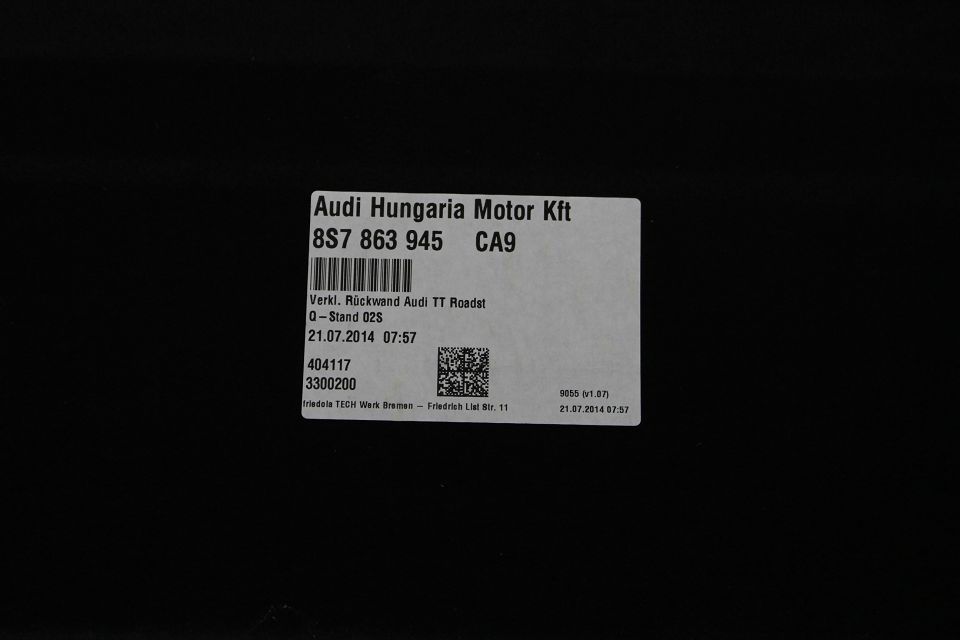 Audi Hungaria Motor Kft
8S7 863 945 CA9
Verkl. Rückwand Audi TT Roadst
Q-Stand 02S
21.07.2014 07:57
404117
3300200
9055 (v1.07)
friedola TECH Werk Bremen – Friedrich List Str. 11
21.07.2014 07:57